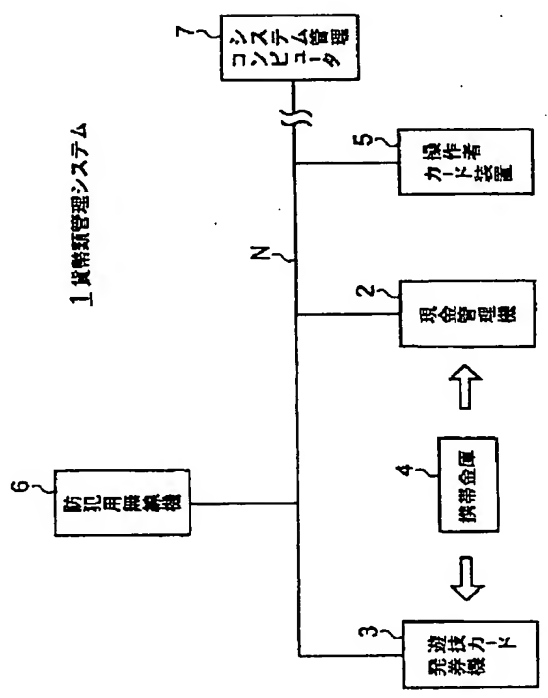 1 貨幣類管理システム
7
システム管理
コンピュータ
6
N
5
操作者
カード装置
防犯用
2
現金管理機
4
携帯金庫
3
遊技カード
発券機